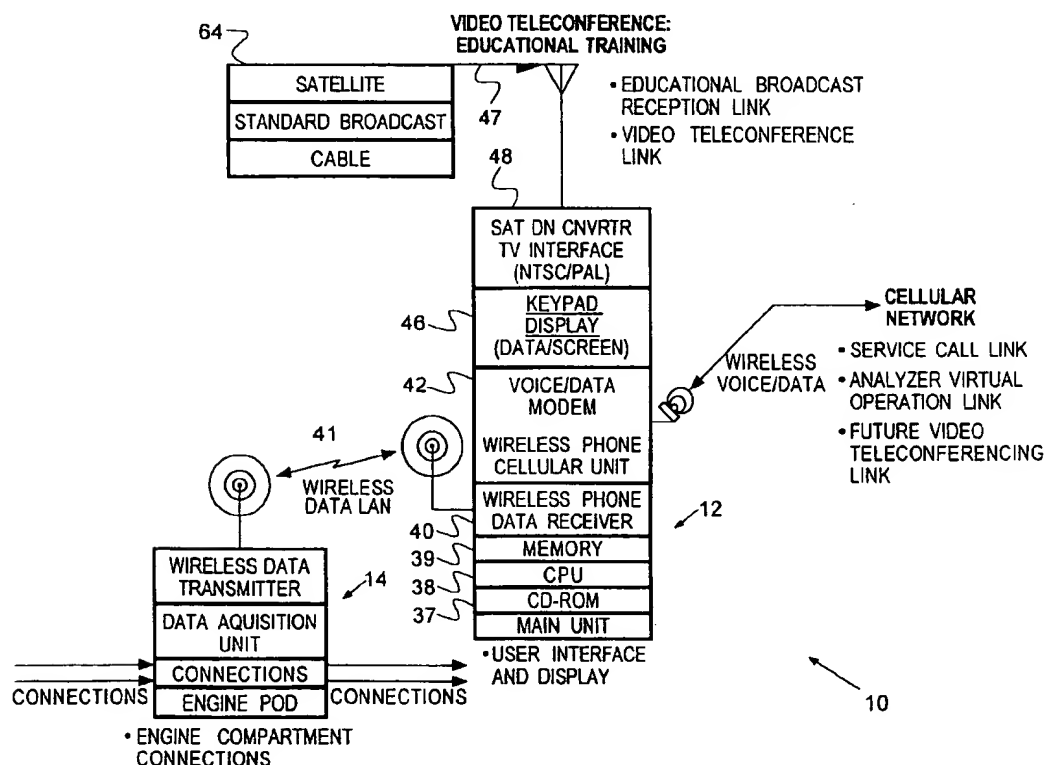 VIDEO TELECONFERENCE:
EDUCATIONAL TRAINING
64
SATELLITE
STANDARD BROADCAST
CABLE
47
• EDUCATIONAL BROADCAST
RECEPTION LINK
• VIDEO TELECONFERENCE
LINK
48
SAT DN CNVRTR
TV INTERFACE
(NTSC/PAL)
46
KEYPAD
DISPLAY
(DATA/SCREEN)
42
VOICE/DATA
MODEM
WIRELESS PHONE
CELLULAR UNIT
WIRELESS PHONE
DATA RECEIVER
40
MEMORY
39
CPU
38
CD-ROM
37
MAIN UNIT
• USER INTERFACE
AND DISPLAY
12
WIRELESS
VOICE/DATA
CELLULAR
NETWORK
• SERVICE CALL LINK
• ANALYZER VIRTUAL
OPERATION LINK
• FUTURE VIDEO
TELECONFERENCING
LINK
41
WIRELESS
DATA LAN
WIRELESS DATA
TRANSMITTER
14
DATA AQUISITION
UNIT
CONNECTIONS
CONNECTIONS
CONNECTIONS
ENGINE POD
• ENGINE COMPARTMENT
CONNECTIONS
10